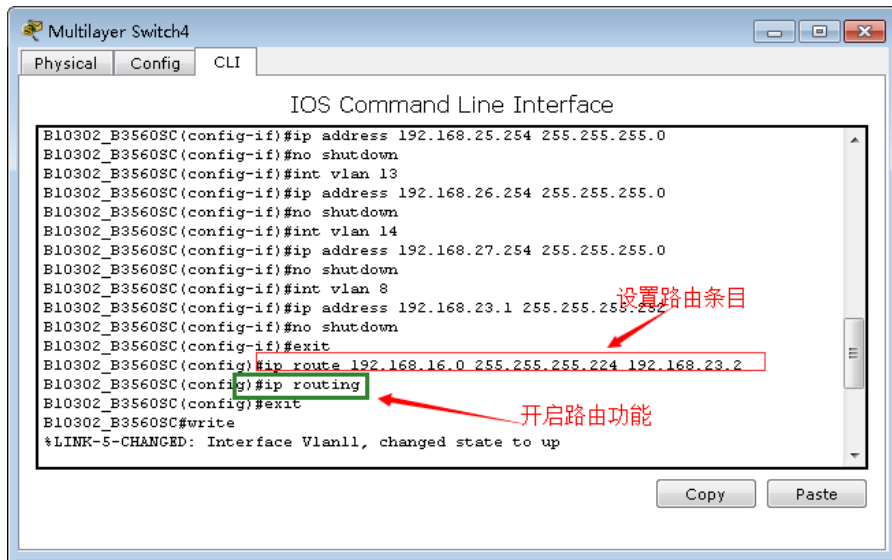 Multilayer Switch4
Physical Config CLI
IOS Command Line Interface
B10302_B3560SC(config-if)#ip address 192.168.25.254 255.255.255.0
B10302_B3560SC(config-if)#no shutdown
B10302_B3560SC(config-if)#int vlan 13
B10302_B3560SC(config-if)#ip address 192.168.26.254 255.255.255.0
B10302_B3560SC(config-if)#no shutdown
B10302_B3560SC(config-if)#int vlan 14
B10302_B3560SC(config-if)#ip address 192.168.27.254 255.255.255.0
B10302_B3560SC(config-if)#no shutdown
B10302_B3560SC(config-if)#int vlan 8
B10302_B3560SC(config-if)#ip address 192.168.23.1 255.255.255.252
设置路由条目
B10302_B3560SC(config-if)#no shutdown
B10302_B3560SC(config-if)#exit
B10302_B3560SC(config)#ip route 192.168.16.0 255.255.255.224 192.168.23.2
B10302_B3560SC(config)#ip routing
B10302_B3560SC(config)#exit
开启路由功能
B10302_B3560SC#write
%LINK-5-CHANGED: Interface Vlan11, changed state to up
Copy Paste